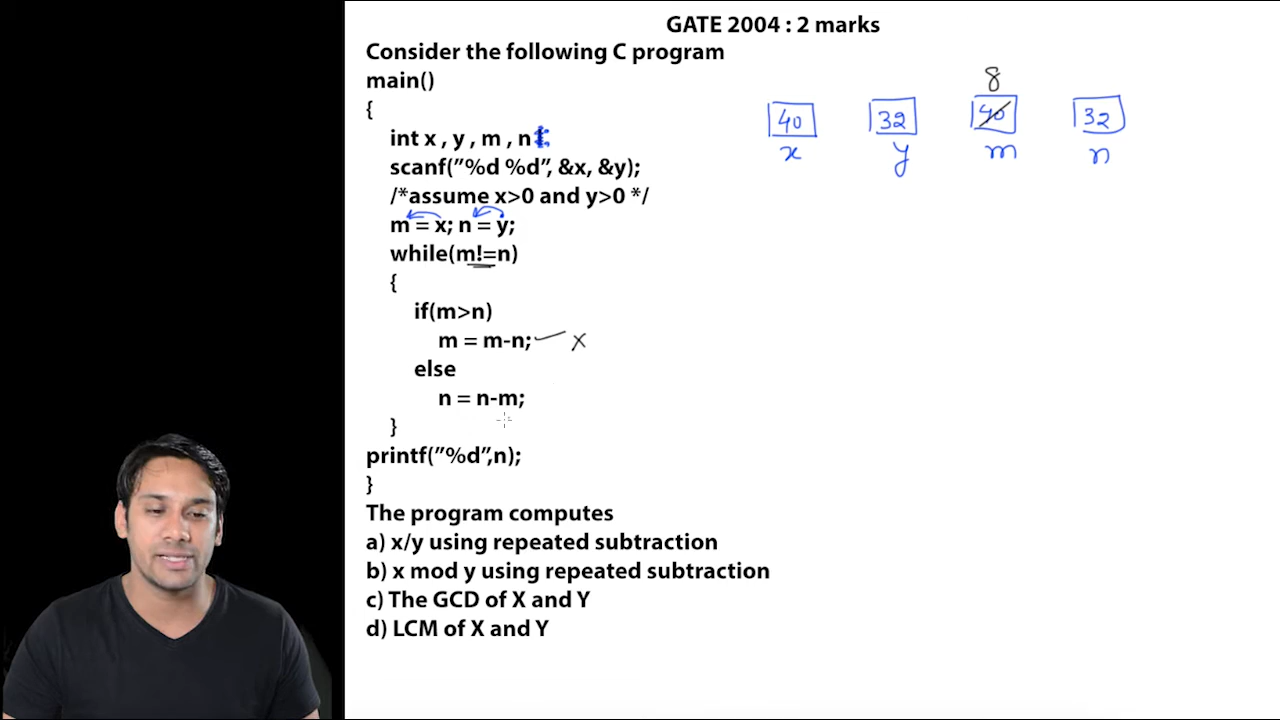 GATE 2004 : 2 marks
Consider the following C program
main()
{
int x , y , m , n
scanf("%d %d", &x, &y);
/*assume x>0 and y>0 */
m = x; n = y;
while(m!=n)
{
if(m>n)
m = m-n; x
else
n = n-m;
}
printf("%d",n);
}
The program computes
a) x/y using repeated subtraction
b) x mod y using repeated subtraction
c) The GCD of X and Y
d) LCM of X and Y
8
40 32 40 32
x y m n